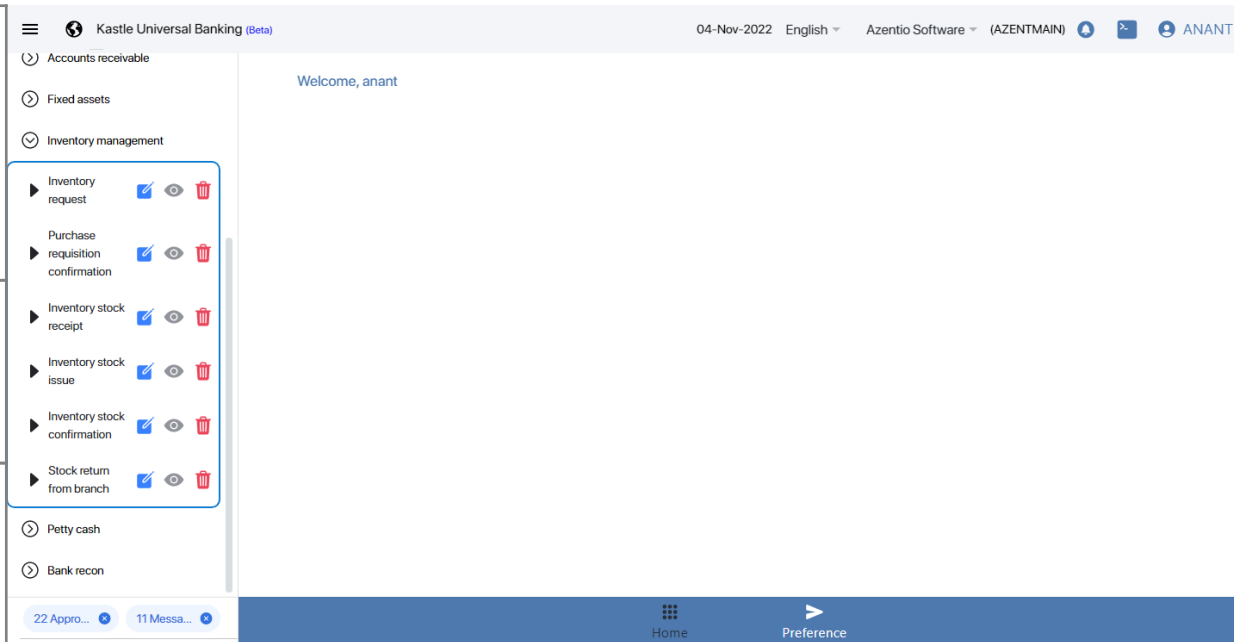 Kastle Universal Banking (Beta)
04-Nov-2022 English Azentio Software (AZENTMAIN) ANANT
Accounts receivable
Welcome, anant
Fixed assets
Inventory management
Inventory
request
Purchase
requisition
confirmation
Inventory stock
receipt
Inventory stock
issue
Inventory stock
confirmation
Stock return
from branch
Petty cash
Bank recon
22 Appro... 11 Messa...
Home Preference